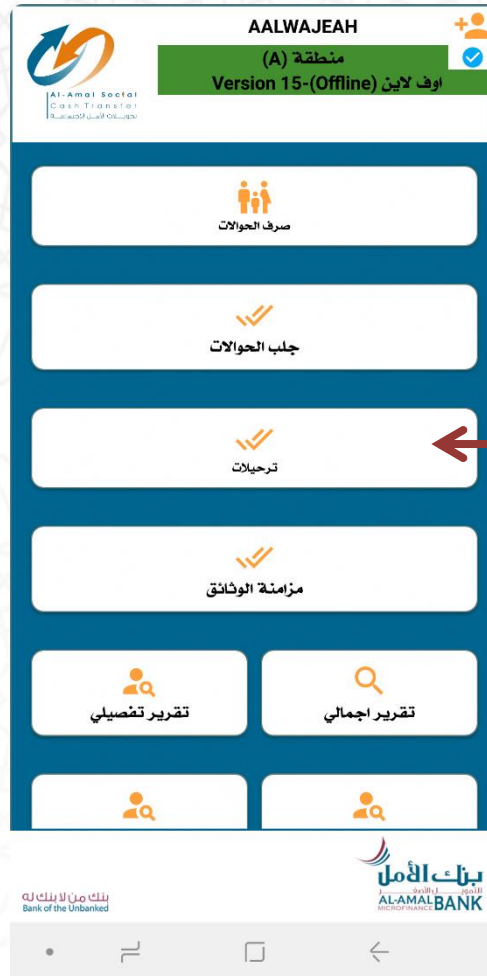 AALWAJEAH
منطقة (A)
اوف لاين (Offline)-Version 15
Al-Amal Social
Cash Transfer
صرف الحوالات
جلب الحوالات
ترحيلات
مزامنة الوثائق
تقرير اجمالي
تقرير تفصيلي
بنك الأمل
AL-AMAL BANK
MICROFINANCE
بنك من لا بنك له
Bank of the Unbanked